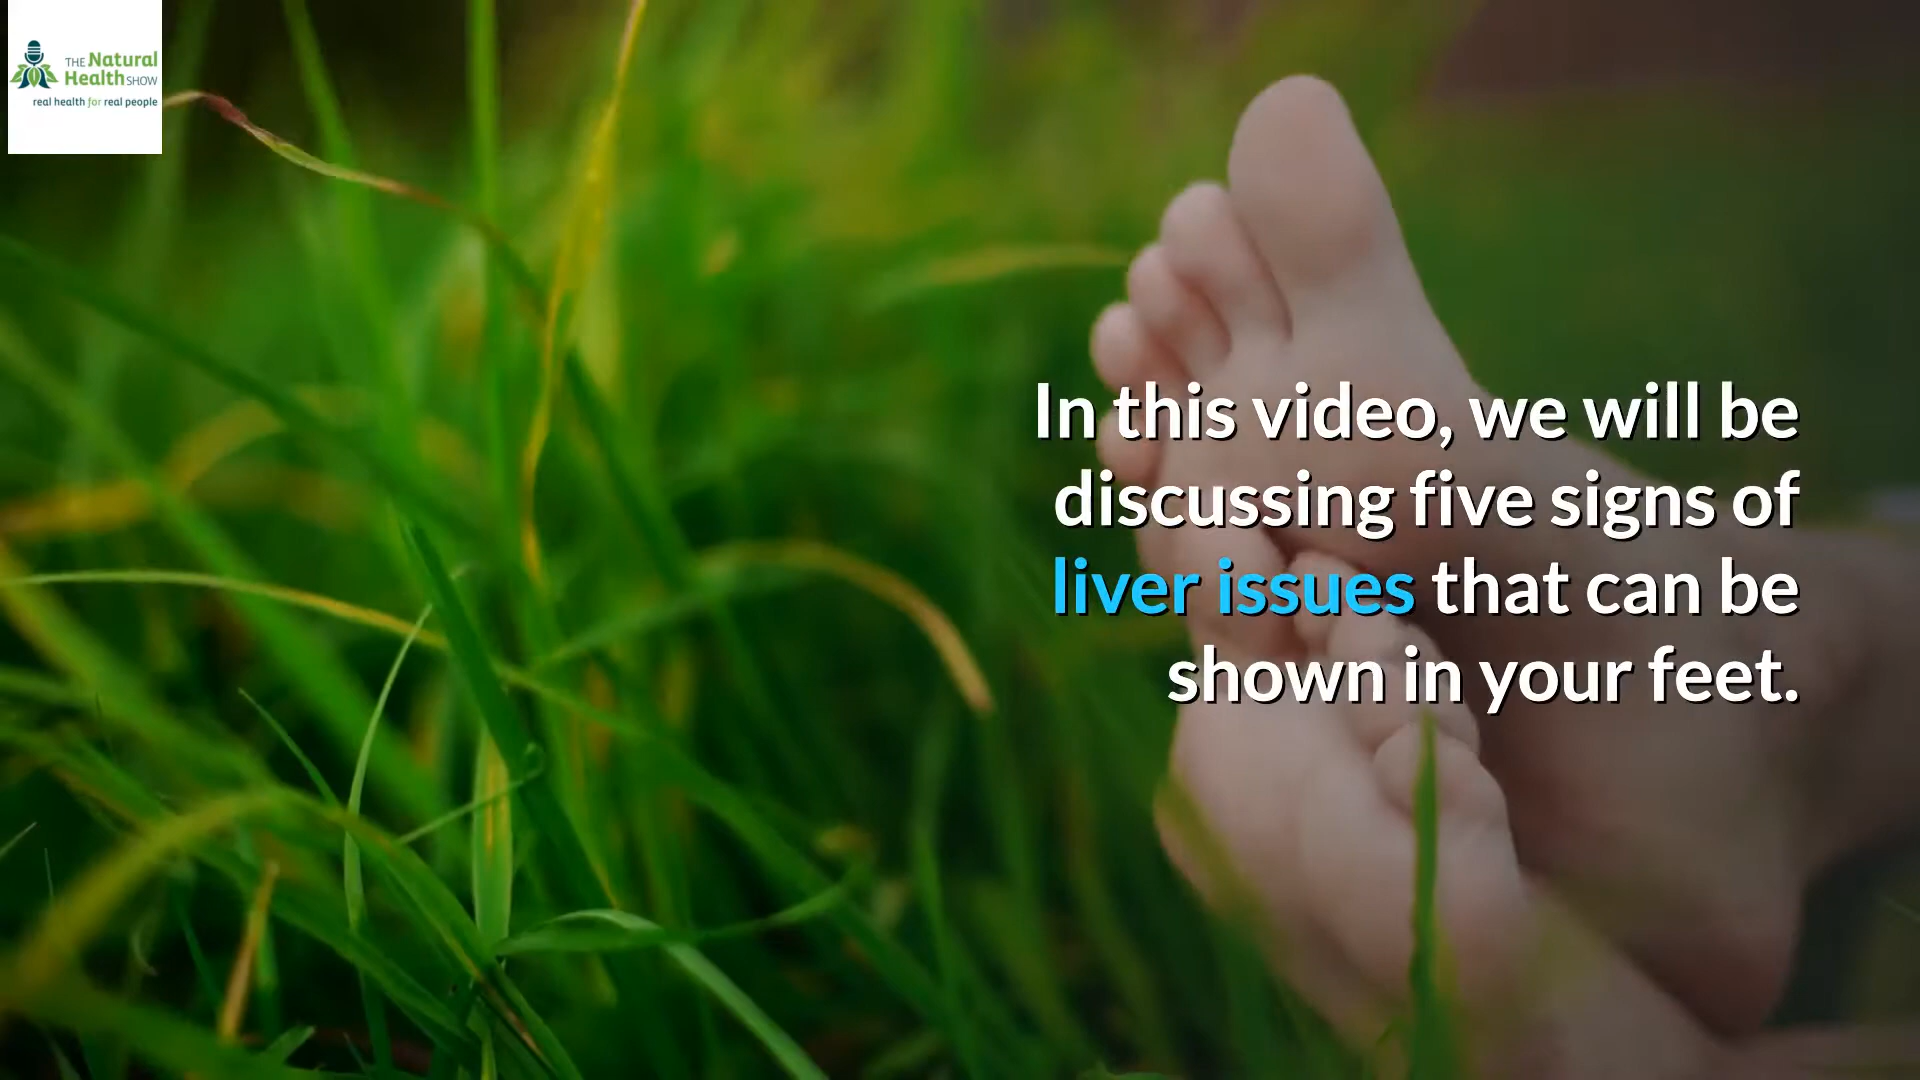 THE Natural
Health SHOW
real health for real people
In this video, we will be
discussing five signs of
liver issues that can be
shown in your feet.